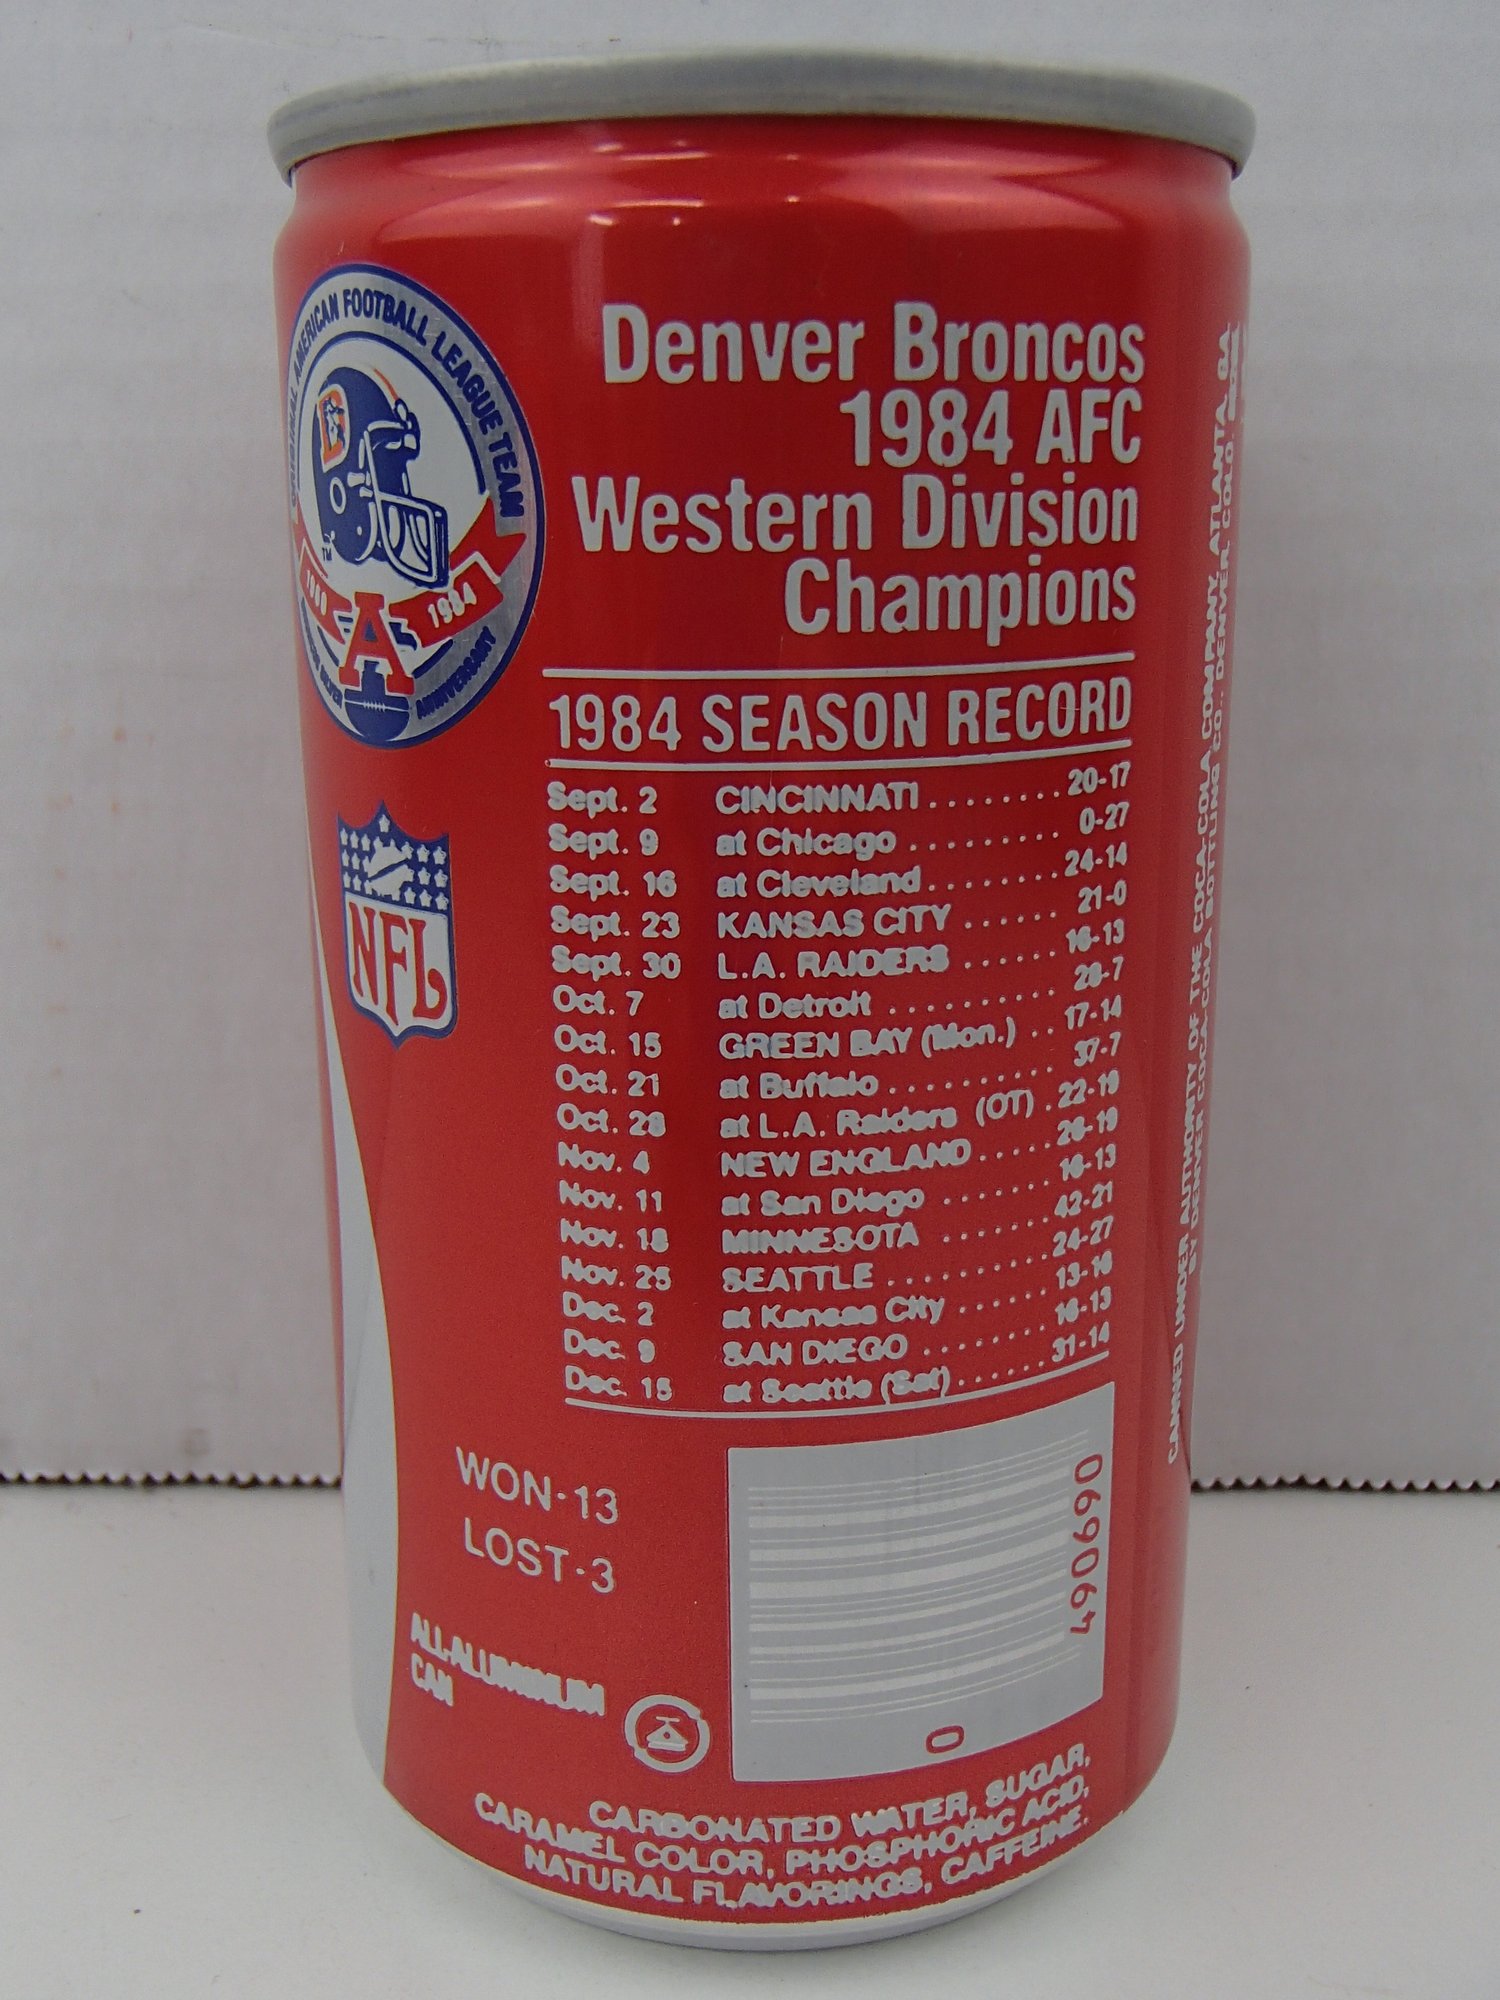 ORIGINAL AMERICAN FOOTBALL LEAGUE TEAM
D
TM
1960 A 1984
SILVER ANNIVERSARY
NFL
Denver Broncos
1984 AFC
Western Division
Champions
1984 SEASON RECORD
Sept. 2 CINCINNATI ........ 20-17
Sept. 9 at Chicago ........ 0-27
Sept. 16 at Cleveland ........ 24-14
Sept. 23 KANSAS CITY ...... 21-0
Sept. 30 L.A. RAIDERS ...... 16-13
Oct. 7 at Detroit .......... 28-7
Oct. 15 GREEN BAY (Mon.) .. 17-14
Oct. 21 at Buffalo .......... 37-7
Oct. 28 at L.A. Raiders (OT) . 22-19
Nov. 4 NEW ENGLAND ..... 26-19
Nov. 11 at San Diego ....... 16-13
Nov. 18 MINNESOTA ....... 42-21
Nov. 25 SEATTLE .......... 24-27
Dec. 2 at Kansas City ...... 13-16
Dec. 9 SAN DIEGO ........ 16-13
Dec. 15 at Seattle (Sat) ...... 31-14
WON-13
LOST-3
ALL-ALUMINUM
CAN
49066 0
0
CARBONATED WATER, SUGAR,
CARAMEL COLOR, PHOSPHORIC ACID,
NATURAL FLAVORINGS, CAFFEINE.
CANNED UNDER AUTHORITY OF THE COCA-COLA COMPANY, ATLANTA, GA
BY DENVER COCA-COLA BOTTLING CO., DENVER, COLO.